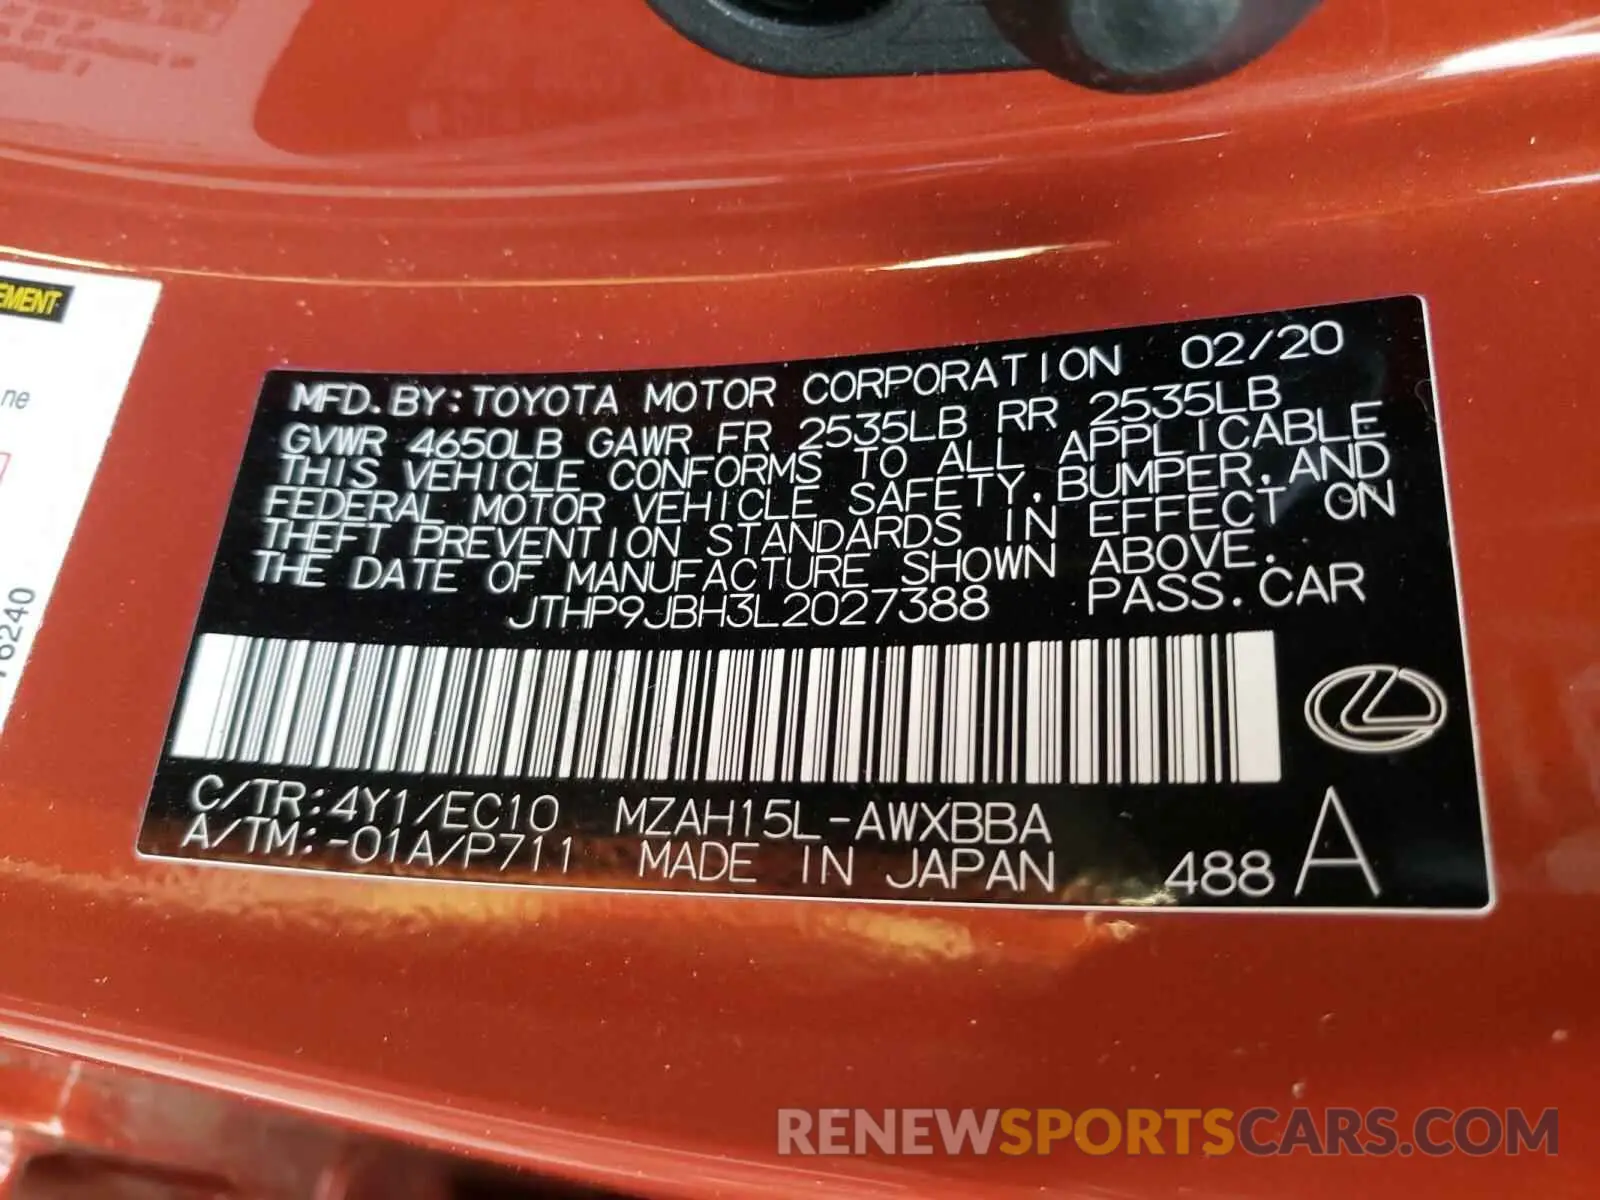 EMENT
ne
76240
MFD. BY: TOYOTA MOTOR CORPORATION 02/20
GVWR 4650LB GAWR FR 2535LB RR 2535LB
THIS VEHICLE CONFORMS TO ALL APPLICABLE
FEDERAL MOTOR VEHICLE SAFETY, BUMPER, AND
THEFT PREVENTION STANDARDS IN EFFECT ON
THE DATE OF MANUFACTURE SHOWN ABOVE.
JTHP9JBH3L2027388 PASS. CAR
C/TR: 4Y1/EC10 MZAH15L-AWXBBA
A/TM: -01A/P711 MADE IN JAPAN 488 A
RENEWSPORTSCARS.COM